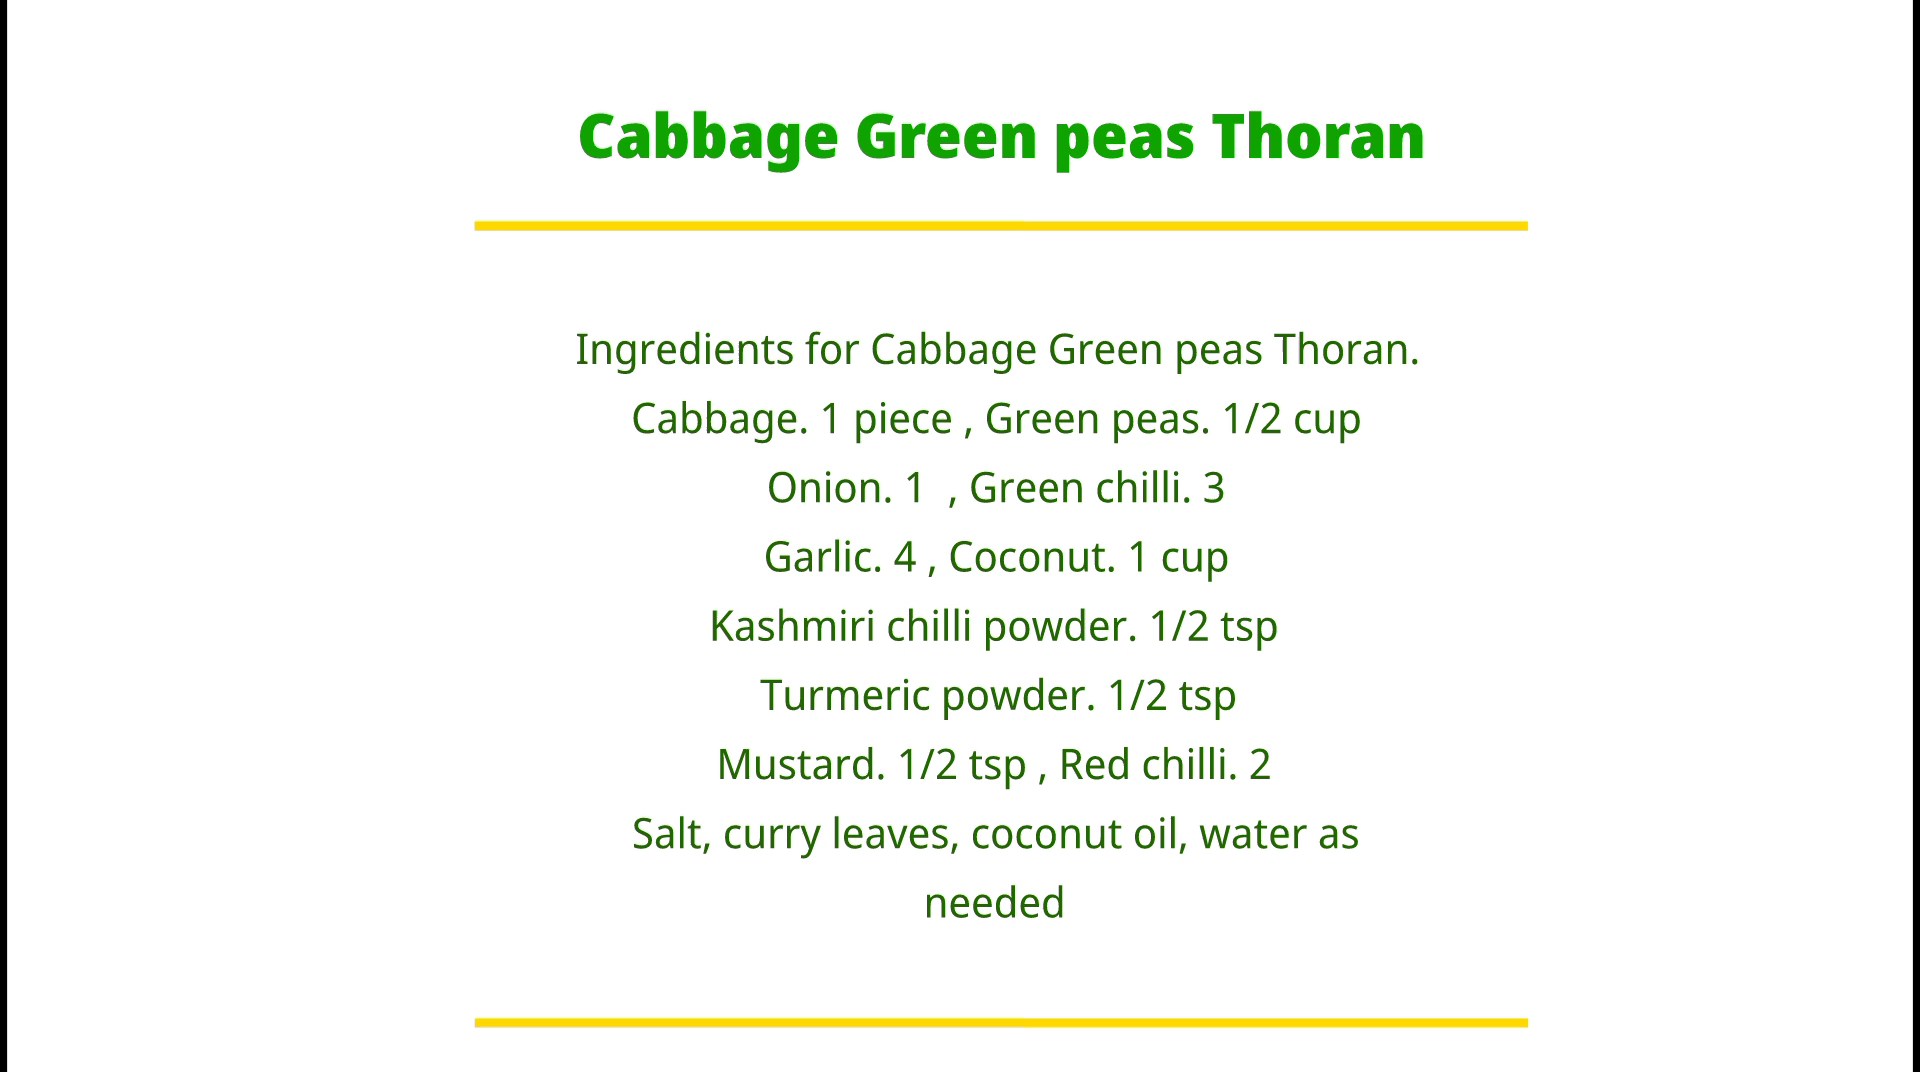 Cabbage Green peas Thoran
Ingredients for Cabbage Green peas Thoran.
Cabbage. 1 piece , Green peas. 1/2 cup
Onion. 1  , Green chilli. 3
Garlic. 4 , Coconut. 1 cup
Kashmiri chilli powder. 1/2 tsp
Turmeric powder. 1/2 tsp
Mustard. 1/2 tsp , Red chilli. 2
Salt, curry leaves, coconut oil, water as
needed